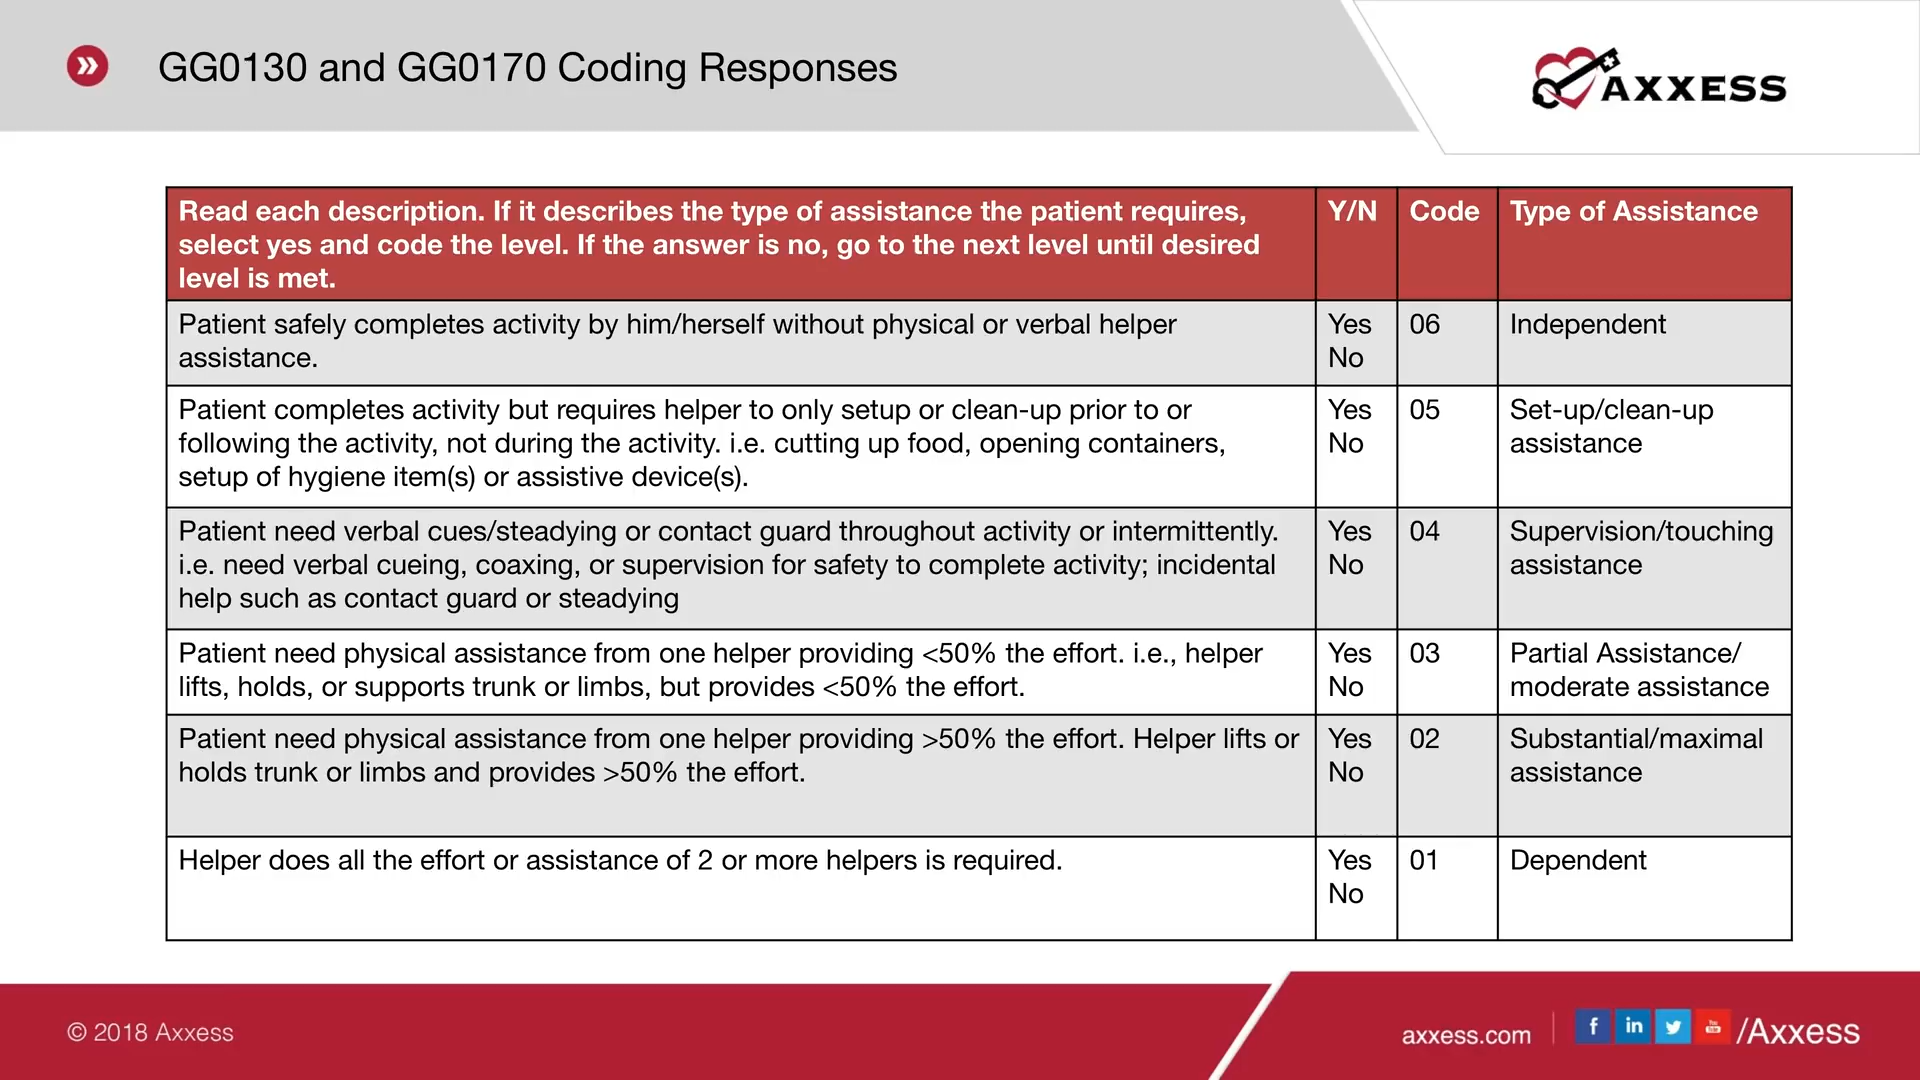 GG0130 and GG0170 Coding Responses
AXXESS
Read each description. If it describes the type of assistance the patient requires,
select yes and code the level. If the answer is no, go to the next level until desired
level is met.
Y/N
Code
Type of Assistance
Patient safely completes activity by him/herself without physical or verbal helper
assistance.
Yes
No
06
Independent
Patient completes activity but requires helper to only setup or clean-up prior to or
following the activity, not during the activity. i.e. cutting up food, opening containers,
setup of hygiene item(s) or assistive device(s).
Yes
No
05
Set-up/clean-up
assistance
Patient need verbal cues/steadying or contact guard throughout activity or intermittently.
i.e. need verbal cueing, coaxing, or supervision for safety to complete activity; incidental
help such as contact guard or steadying
Yes
No
04
Supervision/touching
assistance
Patient need physical assistance from one helper providing <50% the effort. i.e., helper
lifts, holds, or supports trunk or limbs, but provides <50% the effort.
Yes
No
03
Partial Assistance/
moderate assistance
Patient need physical assistance from one helper providing >50% the effort. Helper lifts or
holds trunk or limbs and provides >50% the effort.
Yes
No
02
Substantial/maximal
assistance
Helper does all the effort or assistance of 2 or more helpers is required.
Yes
No
01
Dependent
© 2018 Axxess
axxess.com
/Axxess